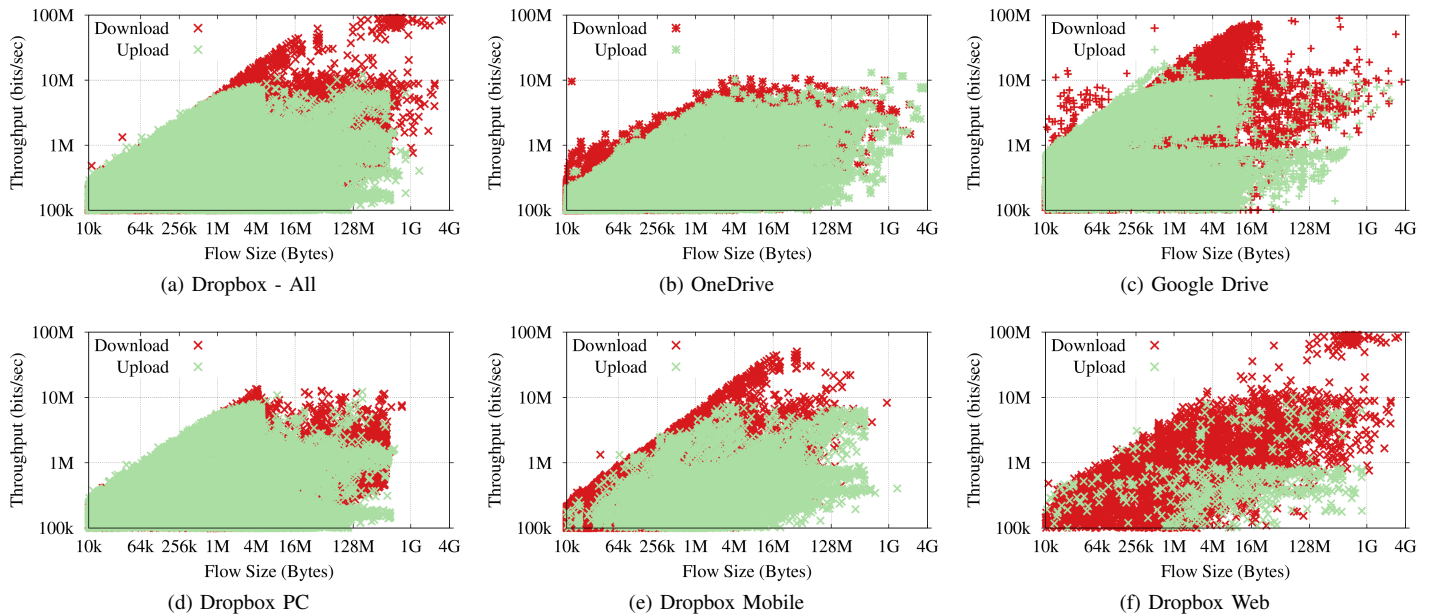 Throughput (bits/sec)
100M
10M
1M
100k
Download
Upload
10k 64k 256k 1M 4M 16M 128M 1G 4G
Flow Size (Bytes)
(a) Dropbox - All
Throughput (bits/sec)
100M
10M
1M
100k
Download
Upload
10k 64k 256k 1M 4M 16M 128M 1G 4G
Flow Size (Bytes)
(b) OneDrive
Throughput (bits/sec)
100M
10M
1M
100k
Download
Upload
10k 64k 256k 1M 4M 16M 128M 1G 4G
Flow Size (Bytes)
(c) Google Drive
Throughput (bits/sec)
100M
10M
1M
100k
Download
Upload
10k 64k 256k 1M 4M 16M 128M 1G 4G
Flow Size (Bytes)
(d) Dropbox PC
Throughput (bits/sec)
100M
10M
1M
100k
Download
Upload
10k 64k 256k 1M 4M 16M 128M 1G 4G
Flow Size (Bytes)
(e) Dropbox Mobile
Throughput (bits/sec)
100M
10M
1M
100k
Download
Upload
10k 64k 256k 1M 4M 16M 128M 1G 4G
Flow Size (Bytes)
(f) Dropbox Web